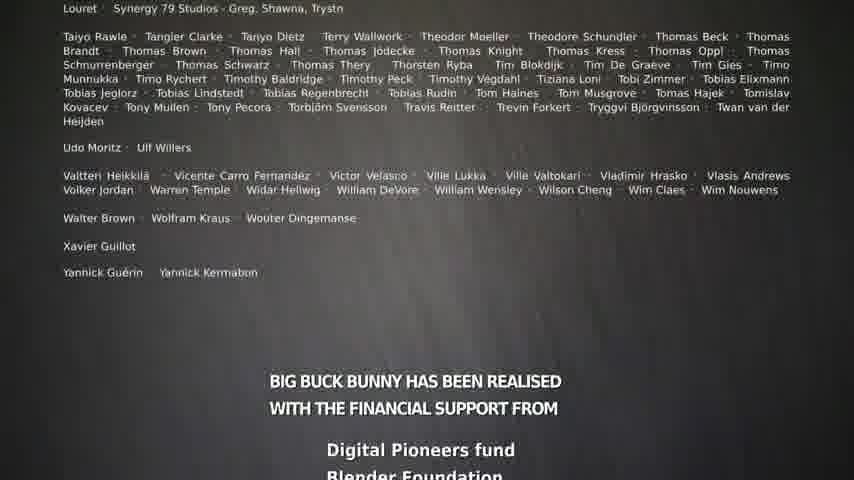 Louret · Synergy 79 Studios - Greg, Shawna, Trystn
Taiyo Rawle · Tangier Clarke · Tanyo Dietz · Terry Wallwork · Theodor Moeller · Theodore Schundler · Thomas Beck · Thomas
Brandt · Thomas Brown · Thomas Hall · Thomas Jödecke · Thomas Knight · Thomas Kress · Thomas Oppl · Thomas
Schnurrenberger · Thomas Schwarz · Thomas Thery · Thorsten Ryba · Tim Blokdijk · Tim De Graeve · Tim Gies · Timo
Munnukka · Timo Rychert · Timothy Baldridge · Timothy Peck · Timothy Vegdahl · Tiziana Loni · Tobi Zimmer · Tobias Elixmann
Tobias Jeglorz · Tobias Lindstedt · Tobias Regenbrecht · Tobias Rudin · Tom Haines · Tom Musgrove · Tomas Hajek · Tomislav
Kovacev · Tony Mullen · Tony Pecora · Torbjörn Svensson · Travis Reitter · Trevin Forkert · Tryggvi Björgvinsson · Twan van der
Heijden
Udo Moritz · Ulf Willers
Valtteri Heikkilä · Vicente Carro Fernandez · Victor Velasco · Ville Lukka · Ville Valtokari · Vladimir Hrasko · Vlasis Andrews
Volker Jordan · Warren Temple · Widar Hellwig · William DeVore · William Wensley · Wilson Cheng · Wim Claes · Wim Nouwens
Walter Brown · Wolfram Kraus · Wouter Dingemanse
Xavier Guillot
Yannick Guérin · Yannick Kermabon
BIG BUCK BUNNY HAS BEEN REALISED
WITH THE FINANCIAL SUPPORT FROM
Digital Pioneers fund
Blender Foundation